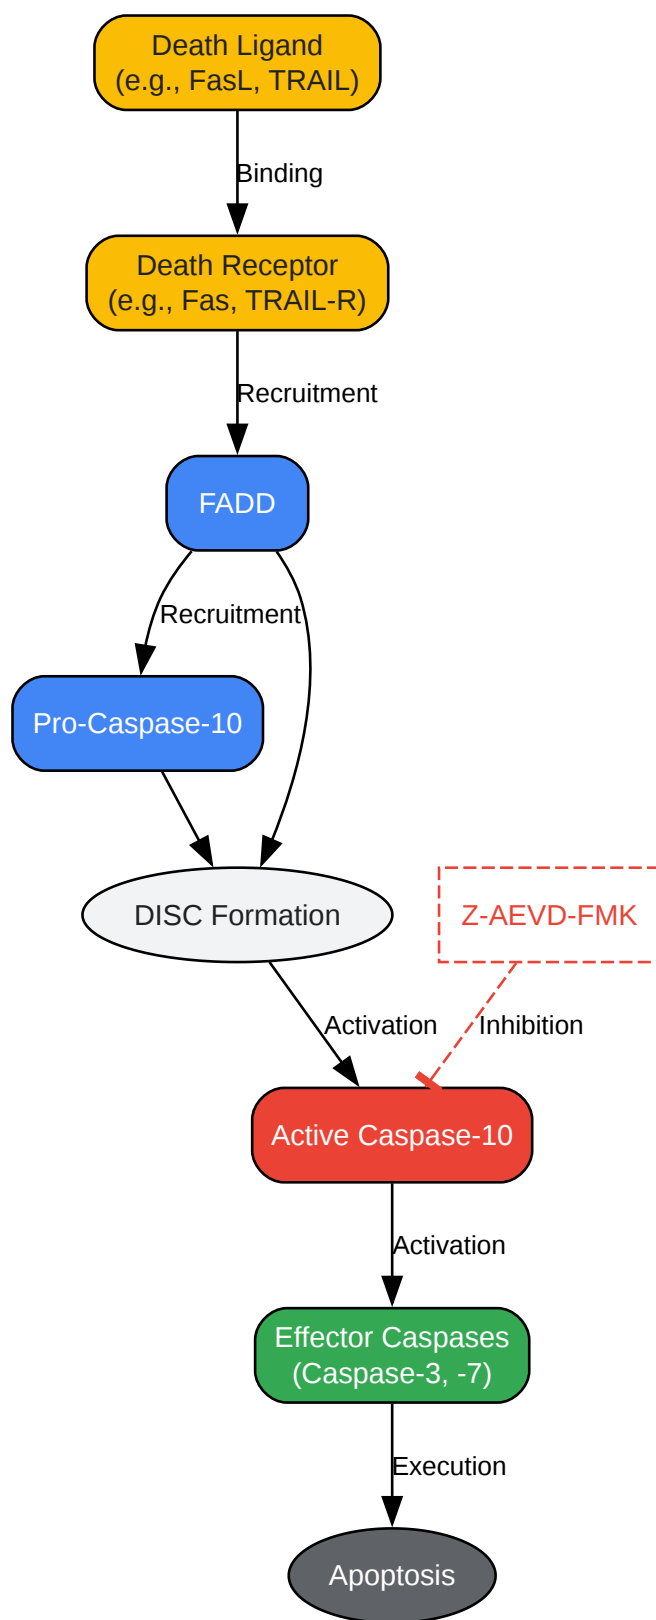 Death Ligand
(e.g., FasL, TRAIL)
Binding
Death Receptor
(e.g., Fas, TRAIL-R)
Recruitment
FADD
Recruitment
Pro-Caspase-10
DISC Formation
Z-AEVD-FMK
Activation
Inhibition
Active Caspase-10
Activation
Effector Caspases
(Caspase-3, -7)
Execution
Apoptosis